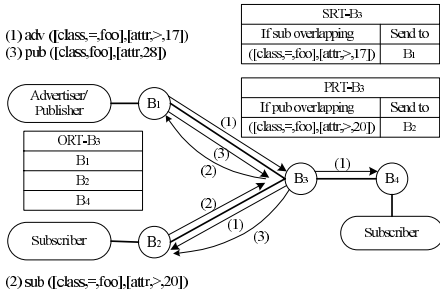 (1) adv ([class,=,foo],[attr,>,17])
(3) pub ([class,foo],[attr,28])
SRT-B3
If sub overlapping Send to
([class,=,foo],[attr,>,17]) B1
PRT-B3
If pub overlapping Send to
([class,=,foo],[attr,>,20]) B2
Advertiser/
Publisher
B1
ORT-B3
B1
B2
B4
(1)
(3)
(2)
B3
(1)
B4
(2)
(1)
(3)
Subscriber
B2
Subscriber
(2) sub ([class,=,foo],[attr,>,20])